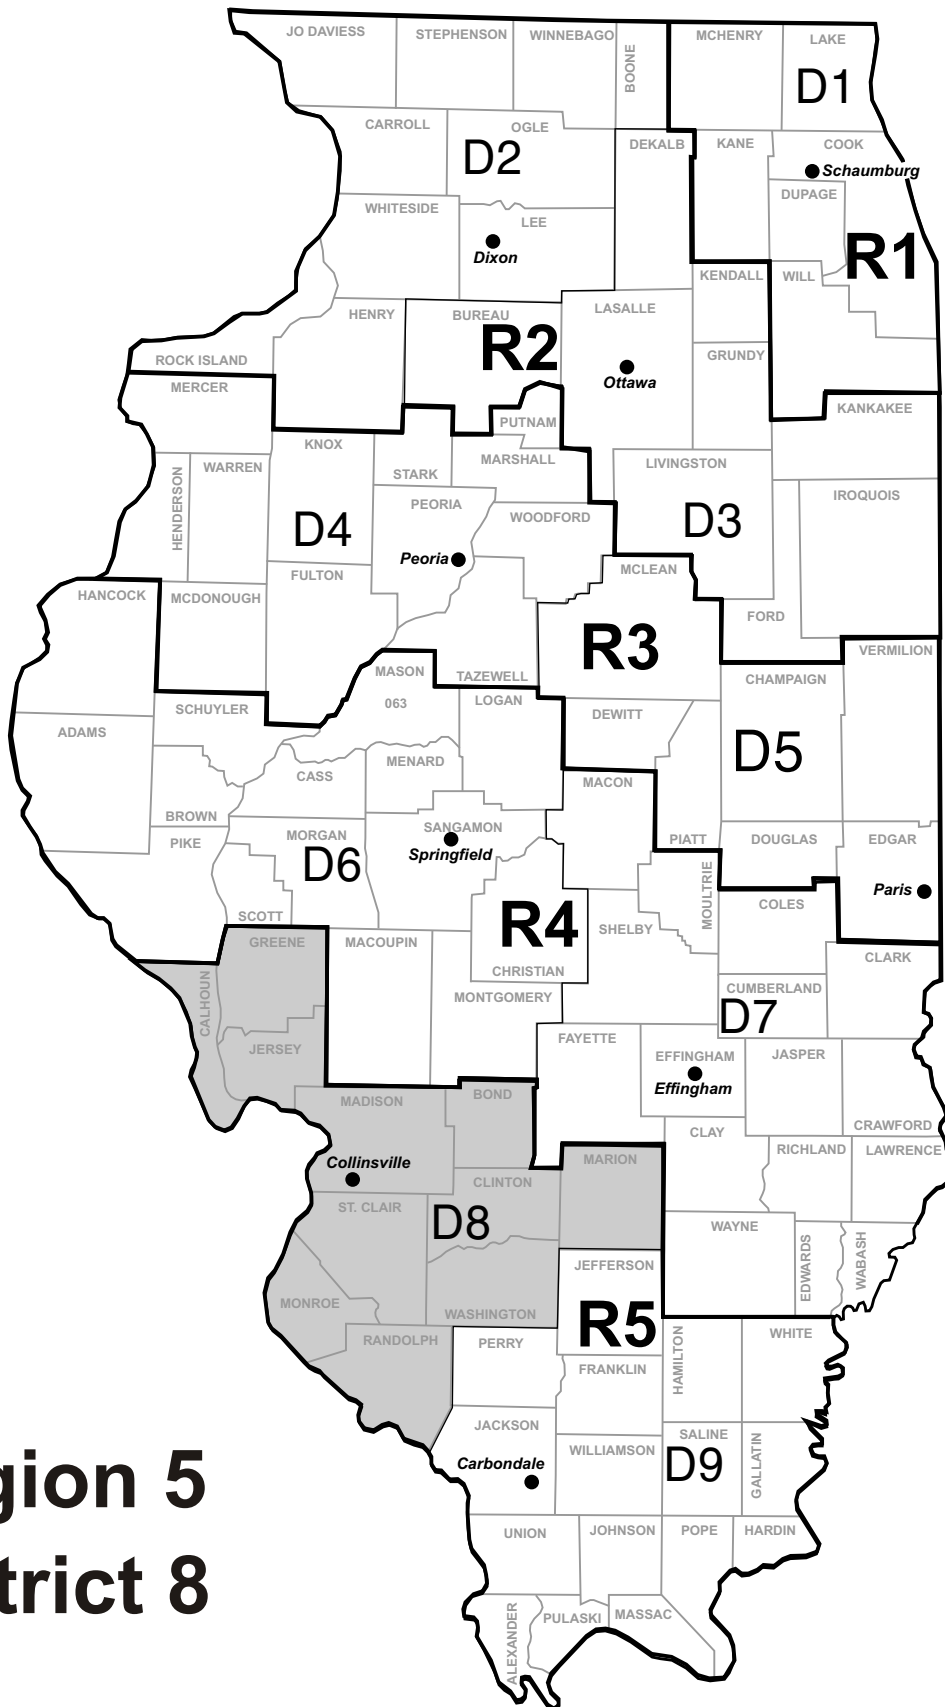 JO DAVIESS
STEPHENSON
WINNEBAGO
BOONE
MCHENRY
LAKE
D1
CARROLL
OGLE
D2
DEKALB
KANE
COOK
Schaumburg
DUPAGE
WHITESIDE
LEE
Dixon
R1
KENDALL
WILL
HENRY
BUREAU
R2
LASALLE
ROCK ISLAND
GRUNDY
Ottawa
MERCER
KANKAKEE
PUTNAM
KNOX
STARK
MARSHALL
LIVINGSTON
WARREN
HENDERSON
PEORIA
WOODFORD
IROQUOIS
D4
D3
Peoria
FULTON
MCLEAN
HANCOCK
MCDONOUGH
FORD
R3
VERMILION
MASON
TAZEWELL
CHAMPAIGN
063
LOGAN
SCHUYLER
DEWITT
ADAMS
D5
MENARD
CASS
MACON
BROWN
SANGAMON
MORGAN
PIKE
PIATT
DOUGLAS
EDGAR
D6
Springfield
MOULTRIE
Paris
COLES
SCOTT
R4
SHELBY
GREENE
MACOUPIN
CLARK
CHRISTIAN
CALHOUN
MONTGOMERY
CUMBERLAND
D7
FAYETTE
JERSEY
EFFINGHAM
JASPER
Effingham
MADISON
BOND
CLAY
CRAWFORD
RICHLAND
LAWRENCE
Collinsville
MARION
CLINTON
ST. CLAIR
D8
WAYNE
EDWARDS
WABASH
JEFFERSON
MONROE
WASHINGTON
R5
RANDOLPH
PERRY
HAMILTON
WHITE
FRANKLIN
JACKSON
SALINE
WILLIAMSON
D9
GALLATIN
Carbondale
gion 5
UNION
JOHNSON
POPE
HARDIN
trict 8
ALEXANDER
PULASKI
MASSAC